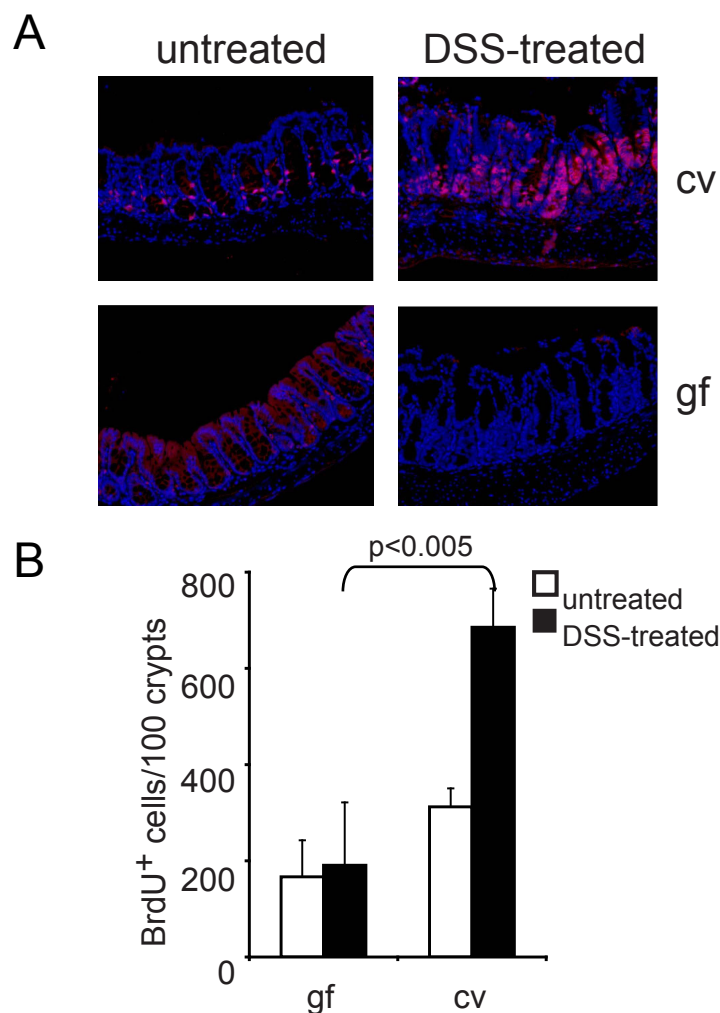 A
untreated
DSS-treated
cv
gf
B
p<0.005
untreated
DSS-treated
BrdU+ cells/100 crypts
800
600
400
200
0
gf
cv